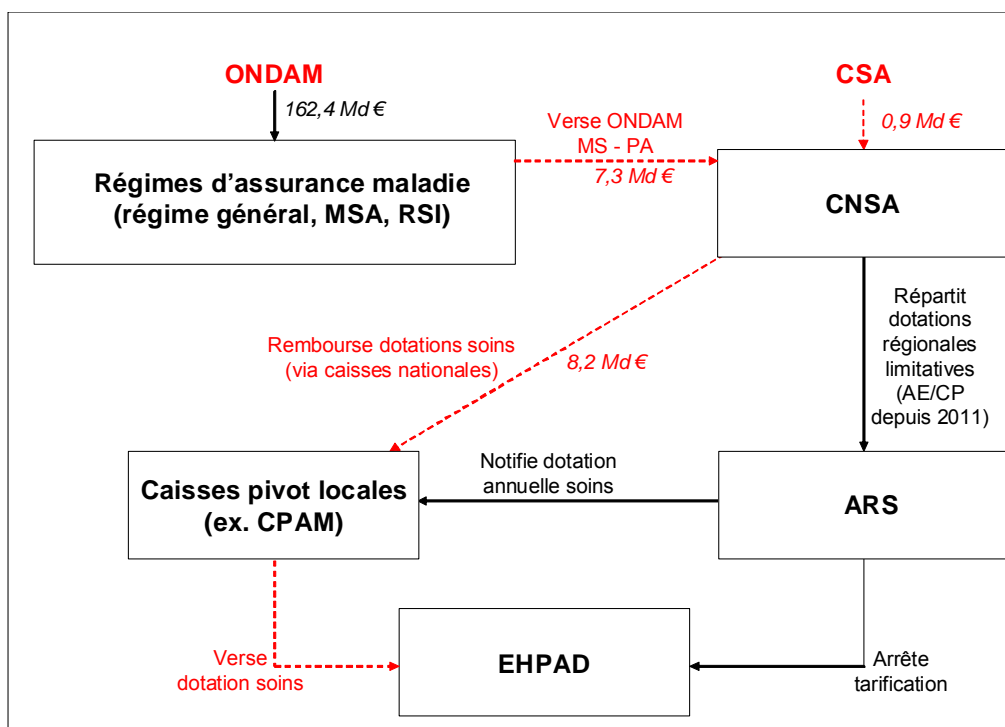 ONDAM
CSA
162,4 Md €
Verse ONDAM
MS - PA
7,3 Md €
0,9 Md €
Régimes d'assurance maladie
(régime général, MSA, RSI)
CNSA
Répartit
dotations
régionales
limitatives
(AE/CP
depuis 2011)
Rembourse dotations soins
(via caisses nationales)
8,2 Md €
Notifie dotation
annuelle soins
Caisses pivot locales
(ex. CPAM)
ARS
Verse
dotation soins
EHPAD
Arrête
tarification